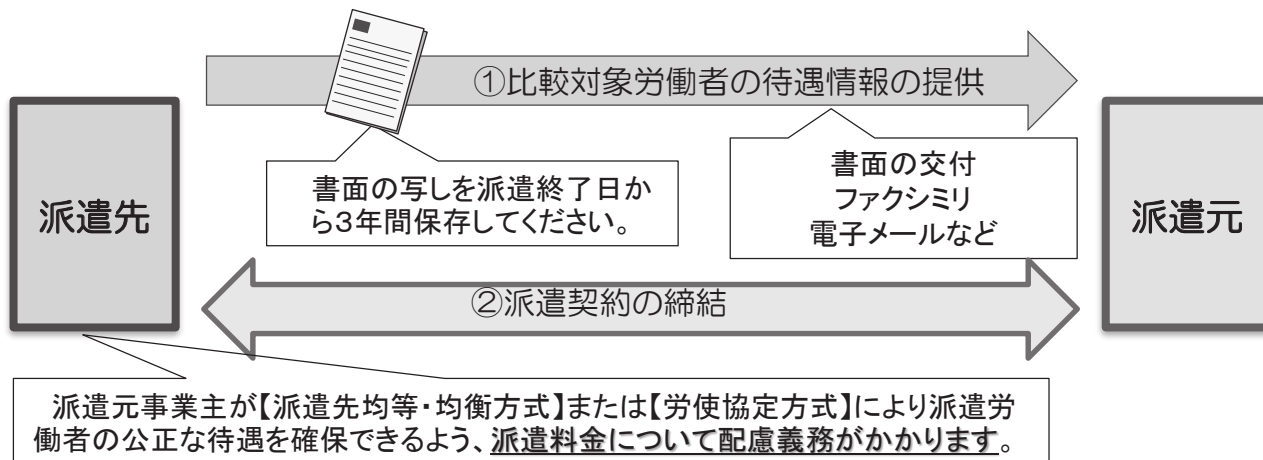 ①比較対象労働者の待遇情報の提供
書面の写しを派遣終了日か
ら3年間保存してください。
書面の交付
ファクシミリ
電子メールなど
派遣先
派遣元
②派遣契約の締結
派遣元事業主が【派遣先均等・均衡方式】または【労使協定方式】により派遣労
働者の公正な待遇を確保できるよう、派遣料金について配慮義務がかかります。